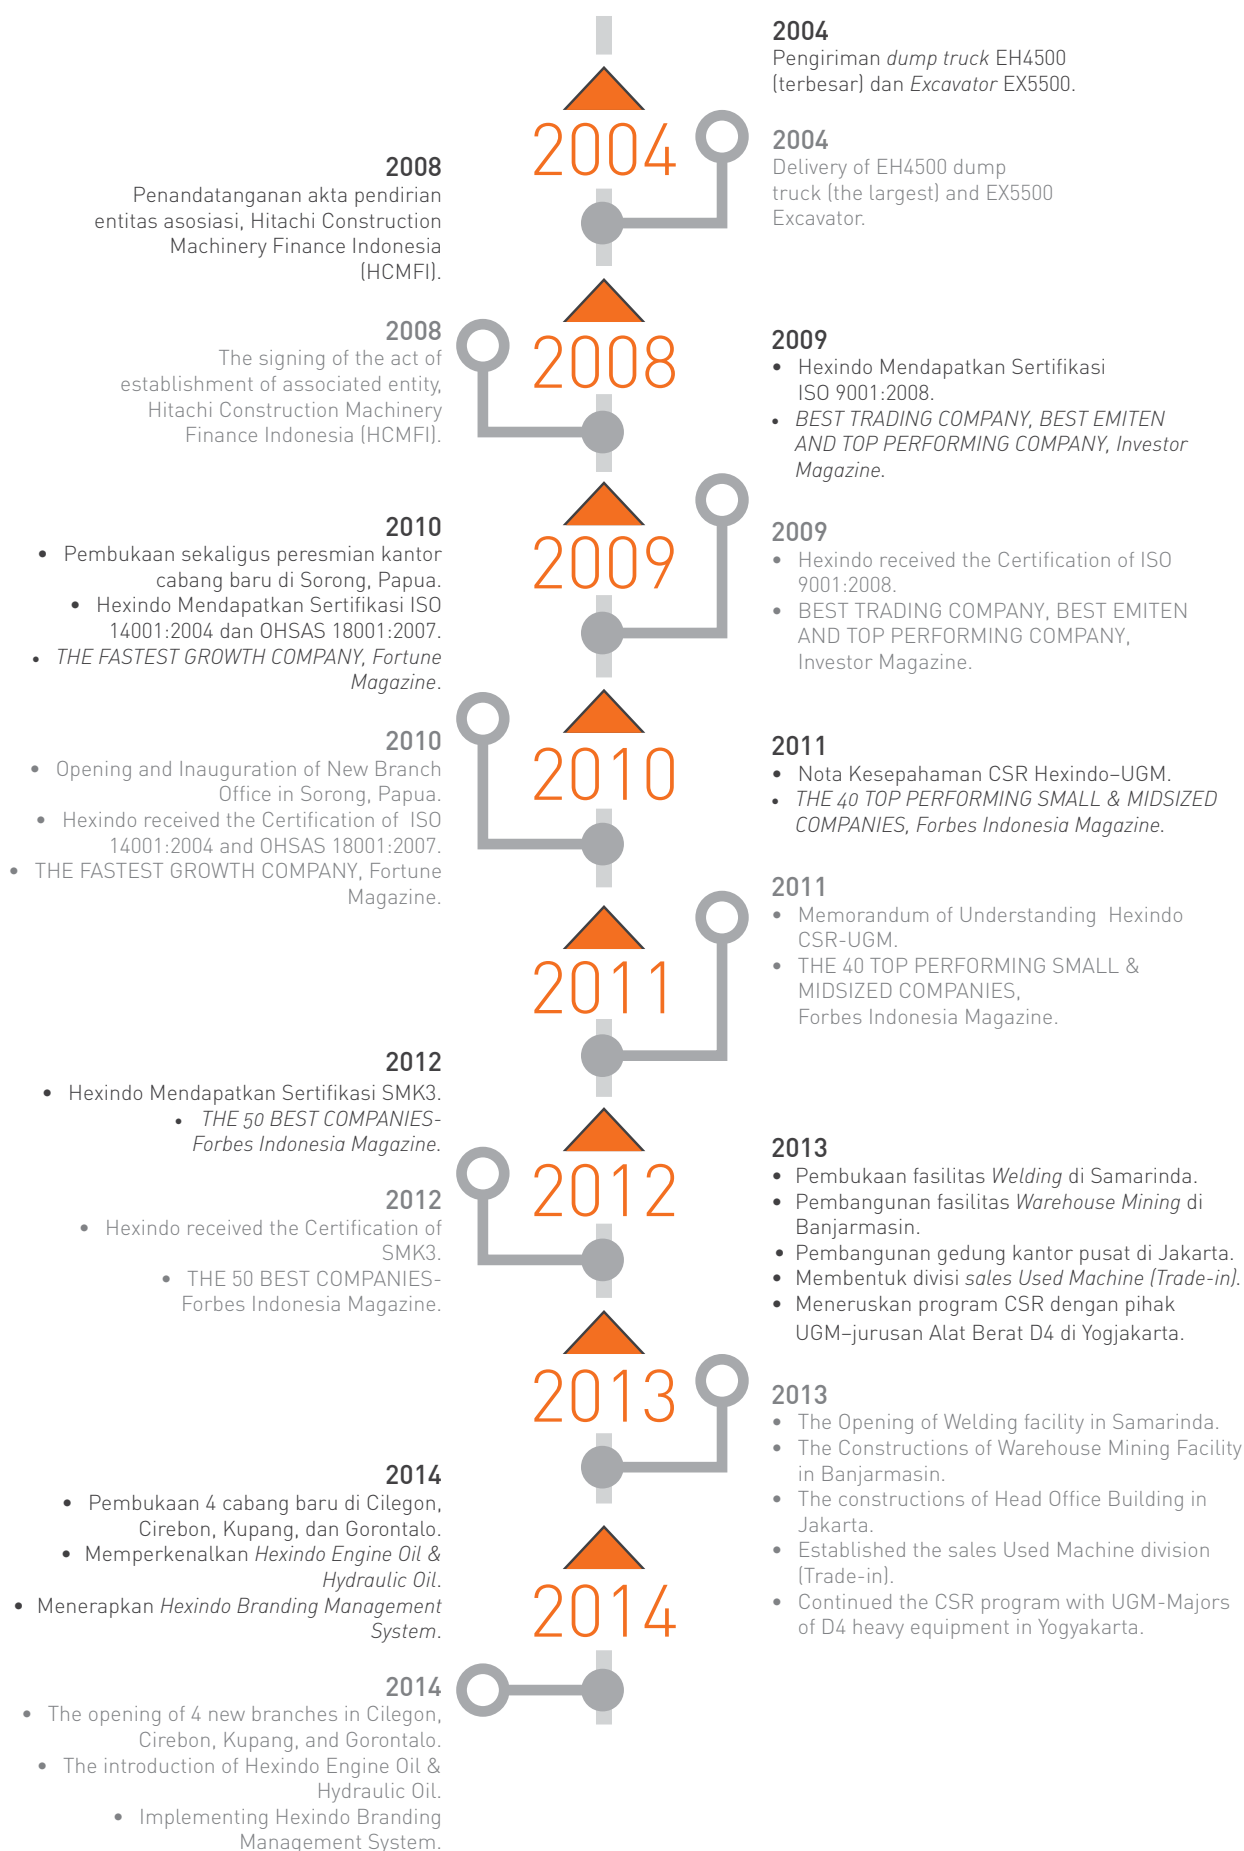 2004
Pengiriman dump truck EH4500
(terbesar) dan Excavator EX5500.
2004
2004
Delivery of EH4500 dump
truck (the largest) and EX5500
Excavator.
2008
Penandatanganan akta pendirian
entitas asosiasi, Hitachi Construction
Machinery Finance Indonesia
(HCMFI).
2008
The signing of the act of
establishment of associated entity,
Hitachi Construction Machinery
Finance Indonesia (HCMFI).
2008
2009
• Hexindo Mendapatkan Sertifikasi
ISO 9001:2008.
• BEST TRADING COMPANY, BEST EMITEN
AND TOP PERFORMING COMPANY, Investor
Magazine.
2009
2009
• Hexindo received the Certification of ISO
9001:2008.
• BEST TRADING COMPANY, BEST EMITEN
AND TOP PERFORMING COMPANY,
Investor Magazine.
2010
• Pembukaan sekaligus peresmian kantor
cabang baru di Sorong, Papua.
• Hexindo Mendapatkan Sertifikasi ISO
14001:2004 dan OHSAS 18001:2007.
• THE FASTEST GROWTH COMPANY, Fortune
Magazine.
2010
• Opening and Inauguration of New Branch
Office in Sorong, Papua.
• Hexindo received the Certification of ISO
14001:2004 and OHSAS 18001:2007.
• THE FASTEST GROWTH COMPANY, Fortune
Magazine.
2010
2011
• Nota Kesepahaman CSR Hexindo–UGM.
• THE 40 TOP PERFORMING SMALL & MIDSIZED
COMPANIES, Forbes Indonesia Magazine.
2011
2011
• Memorandum of Understanding Hexindo
CSR-UGM.
• THE 40 TOP PERFORMING SMALL &
MIDSIZED COMPANIES,
Forbes Indonesia Magazine.
2012
• Hexindo Mendapatkan Sertifikasi SMK3.
• THE 50 BEST COMPANIES-
Forbes Indonesia Magazine.
2012
• Hexindo received the Certification of
SMK3.
• THE 50 BEST COMPANIES-
Forbes Indonesia Magazine.
2012
2013
• Pembukaan fasilitas Welding di Samarinda.
• Pembangunan fasilitas Warehouse Mining di
Banjarmasin.
• Pembangunan gedung kantor pusat di Jakarta.
• Membentuk divisi sales Used Machine (Trade-in).
• Meneruskan program CSR dengan pihak
UGM–jurusan Alat Berat D4 di Yogjakarta.
2013
2013
• The Opening of Welding facility in Samarinda.
• The Constructions of Warehouse Mining Facility
in Banjarmasin.
• The constructions of Head Office Building in
Jakarta.
• Established the sales Used Machine division
(Trade-in).
• Continued the CSR program with UGM-Majors
of D4 heavy equipment in Yogyakarta.
2014
• Pembukaan 4 cabang baru di Cilegon,
Cirebon, Kupang, dan Gorontalo.
• Memperkenalkan Hexindo Engine Oil &
Hydraulic Oil.
• Menerapkan Hexindo Branding Management
System.
2014
2014
• The opening of 4 new branches in Cilegon,
Cirebon, Kupang, and Gorontalo.
• The introduction of Hexindo Engine Oil &
Hydraulic Oil.
• Implementing Hexindo Branding
Management System.